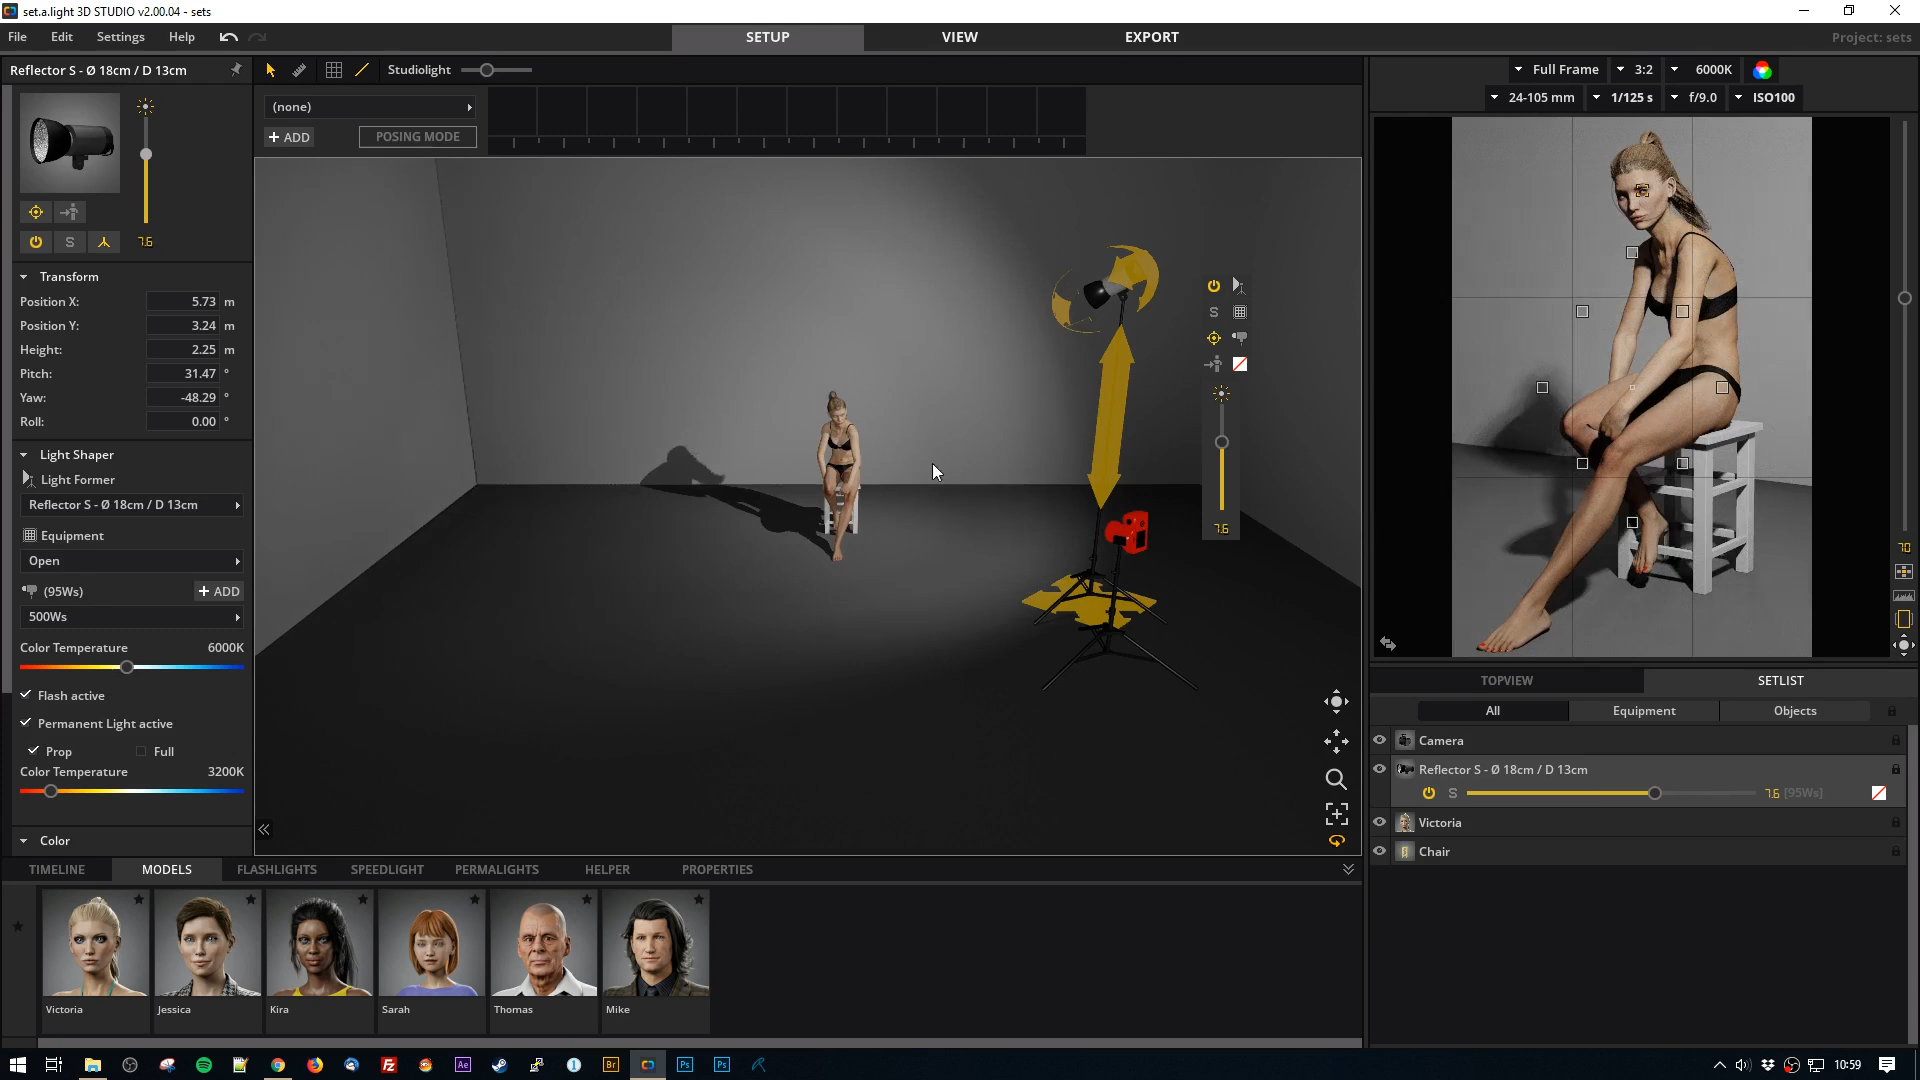 set.a.light 3D STUDIO v2.00.04 - sets
File Edit Settings Help
SETUP VIEW EXPORT
Project: sets
Reflector S - Ø 18cm / D 13cm
Studiolight
Full Frame 3:2 6000K
24-105 mm 1/125 s f/9.0 ISO100
(none)
+ ADD POSING MODE
S 7.6
Transform
Position X: 5.73 m
Position Y: 3.24 m
Height: 2.25 m
Pitch: 31.47 °
Yaw: -48.29 °
Roll: 0.00 °
S
7.6
Light Shaper
Light Former
Reflector S - Ø 18cm / D 13cm
Equipment
Open
(95Ws) + ADD
500Ws
Color Temperature 6000K
Flash active
Permanent Light active
Prop Full
Color Temperature 3200K
Color
70
TOPVIEW SETLIST
All Equipment Objects
Camera
Reflector S - Ø 18cm / D 13cm
S 7.6 [95Ws]
Victoria
Chair
TIMELINE MODELS FLASHLIGHTS SPEEDLIGHT PERMALIGHTS HELPER PROPERTIES
Victoria Jessica Kira Sarah Thomas Mike
Ae Br Ps Ps
10:59